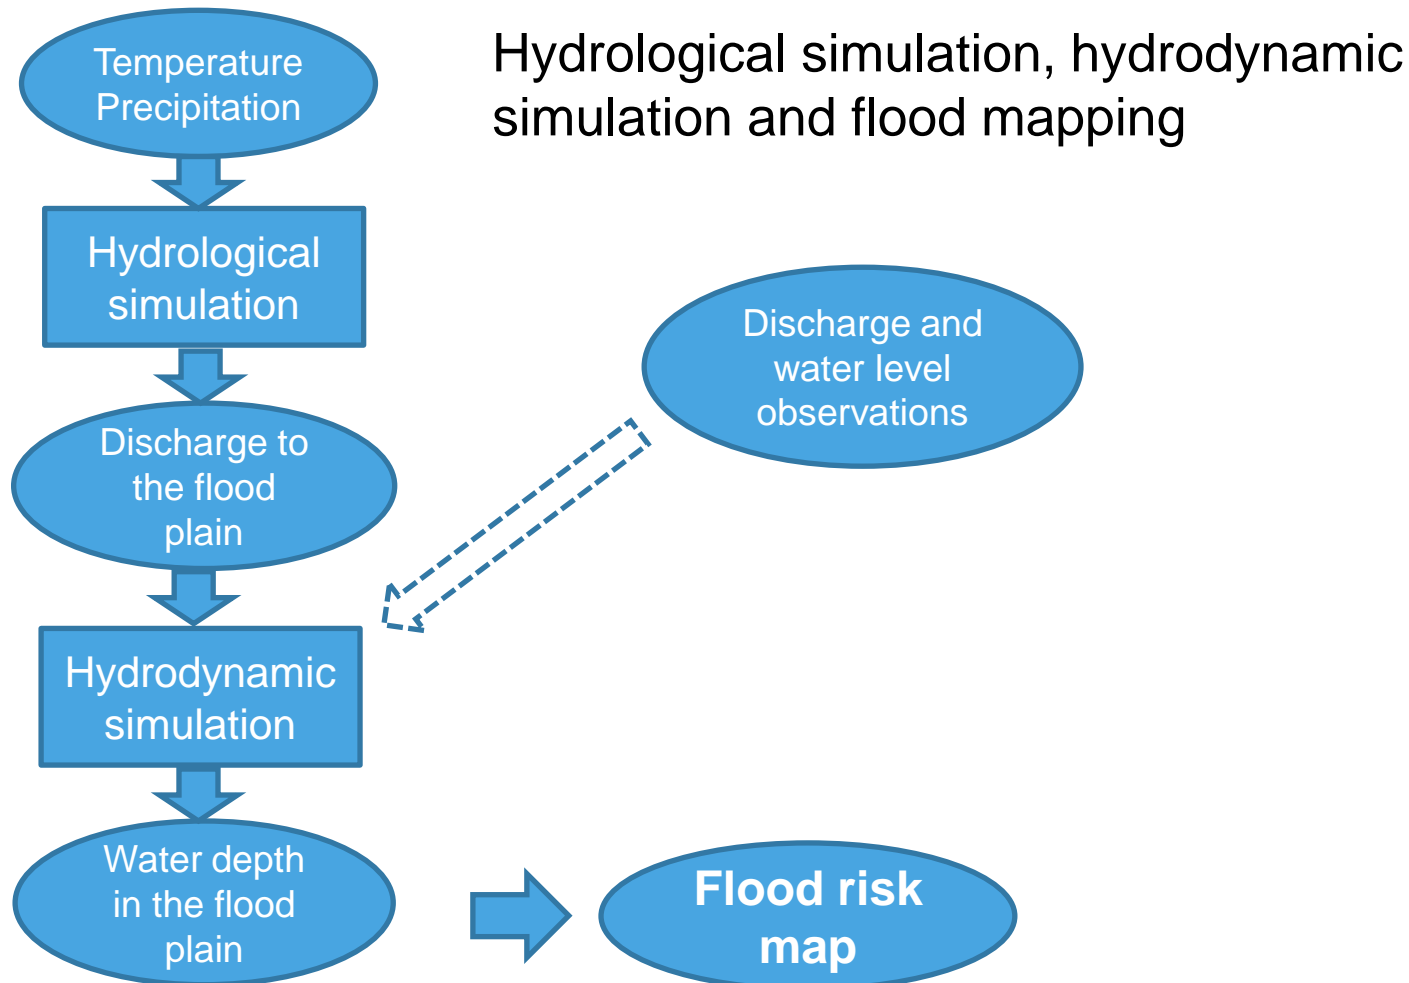 Hydrological simulation, hydrodynamic
simulation and flood mapping
Temperature
Precipitation
Hydrological
simulation
Discharge and
water level
observations
Discharge to
the flood
plain
Hydrodynamic
simulation
Water depth
in the flood
plain
Flood risk
map